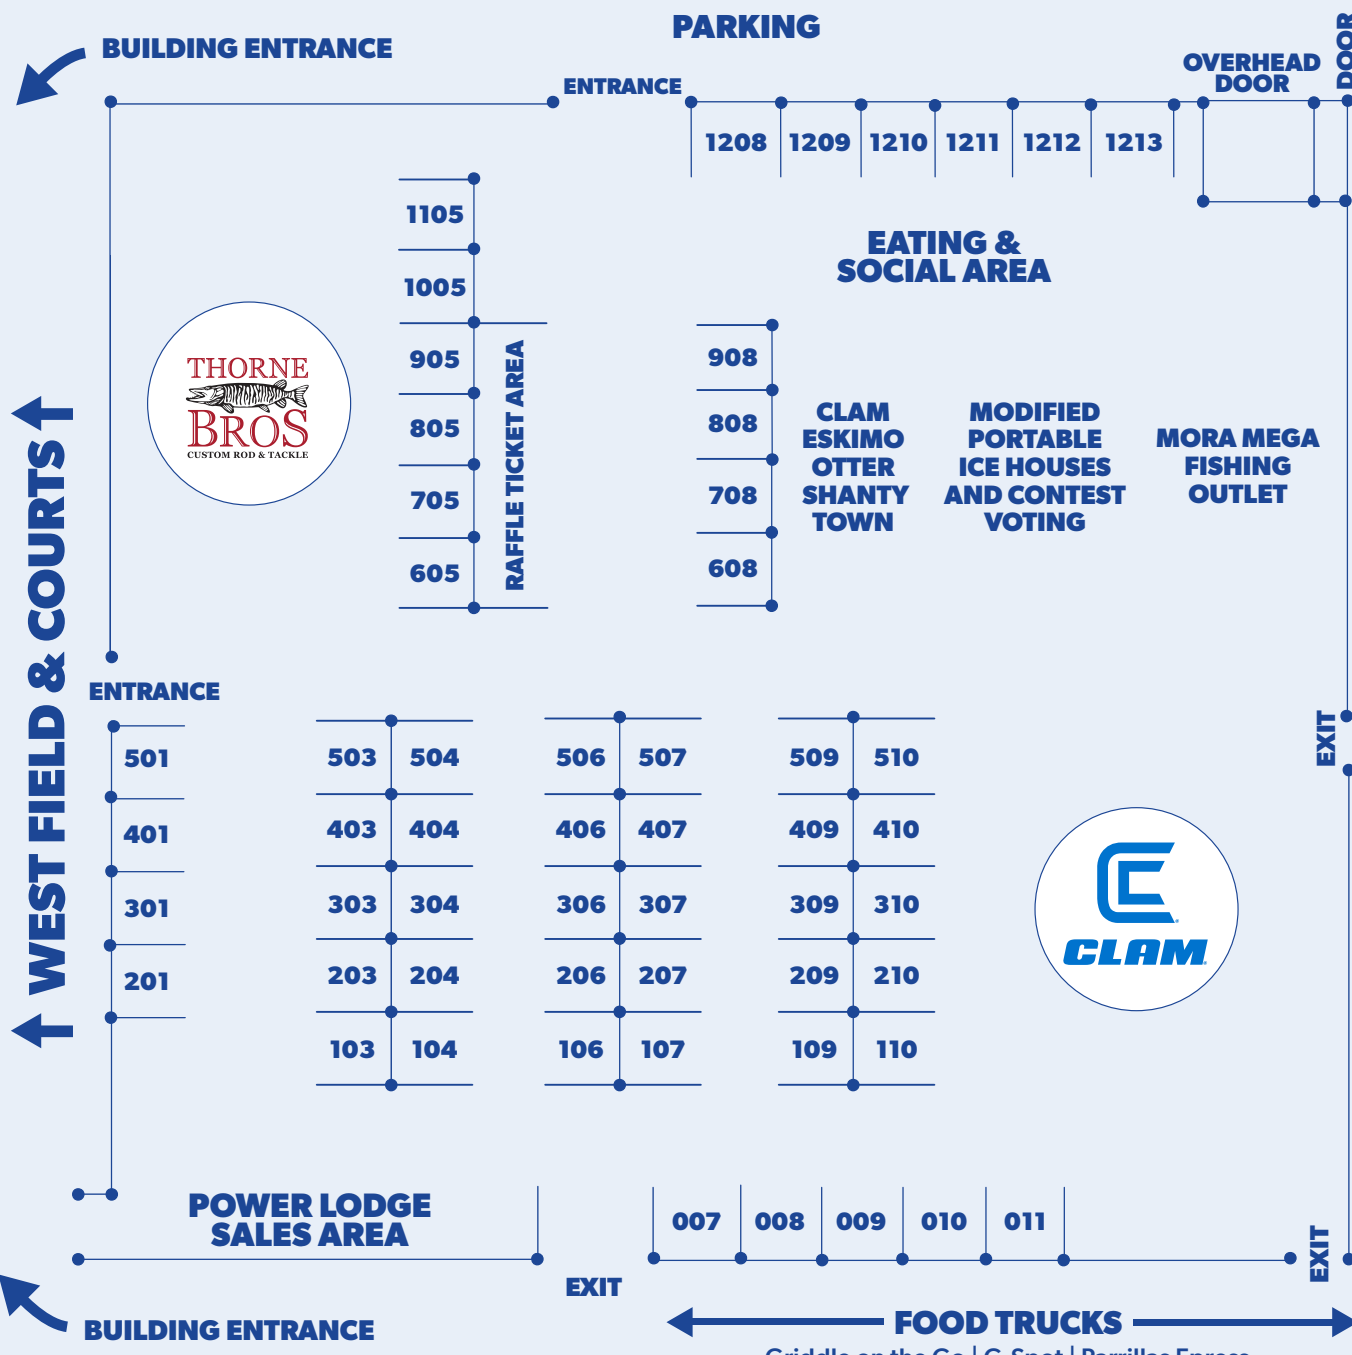 PARKING
BUILDING ENTRANCE
ENTRANCE
OVERHEAD
DOOR
DOOR
1208 1209 1210 1211 1212 1213
1105
1005
905
805
705
605
RAFFLE TICKET AREA
EATING &
SOCIAL AREA
THORNE
BROS
CUSTOM ROD & TACKLE
908
808
708
608
CLAM
ESKIMO
OTTER
SHANTY
TOWN
MODIFIED
PORTABLE
ICE HOUSES
AND CONTEST
VOTING
MORA MEGA
FISHING
OUTLET
WEST FIELD & COURTS
ENTRANCE
EXIT
501 503 504 506 507 509 510
401 403 404 406 407 409 410
301 303 304 306 307 309 310
201 203 204 206 207 209 210
103 104 106 107 109 110
CLAM
POWER LODGE
SALES AREA
007 008 009 010 011
EXIT
EXIT
BUILDING ENTRANCE
FOOD TRUCKS